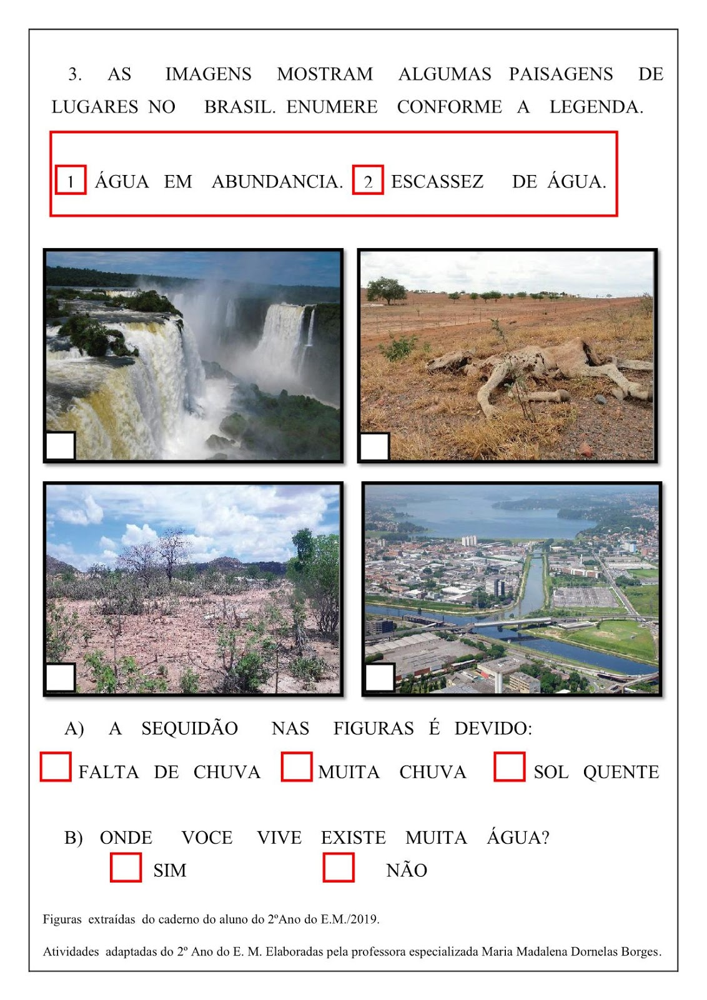 3. AS IMAGENS MOSTRAM ALGUMAS PAISAGENS DE
LUGARES NO BRASIL. ENUMERE CONFORME A LEGENDA.
1 ÁGUA EM ABUNDANCIA. 2 ESCASSEZ DE ÁGUA.
A) A SEQUIDÃO NAS FIGURAS É DEVIDO:
FALTA DE CHUVA MUITA CHUVA SOL QUENTE
B) ONDE VOCE VIVE EXISTE MUITA ÁGUA?
SIM NÃO
Figuras extraídas do caderno do aluno do 2ºAno do E.M./2019.
Atividades adaptadas do 2º Ano do E. M. Elaboradas pela professora especializada Maria Madalena Dornelas Borges.